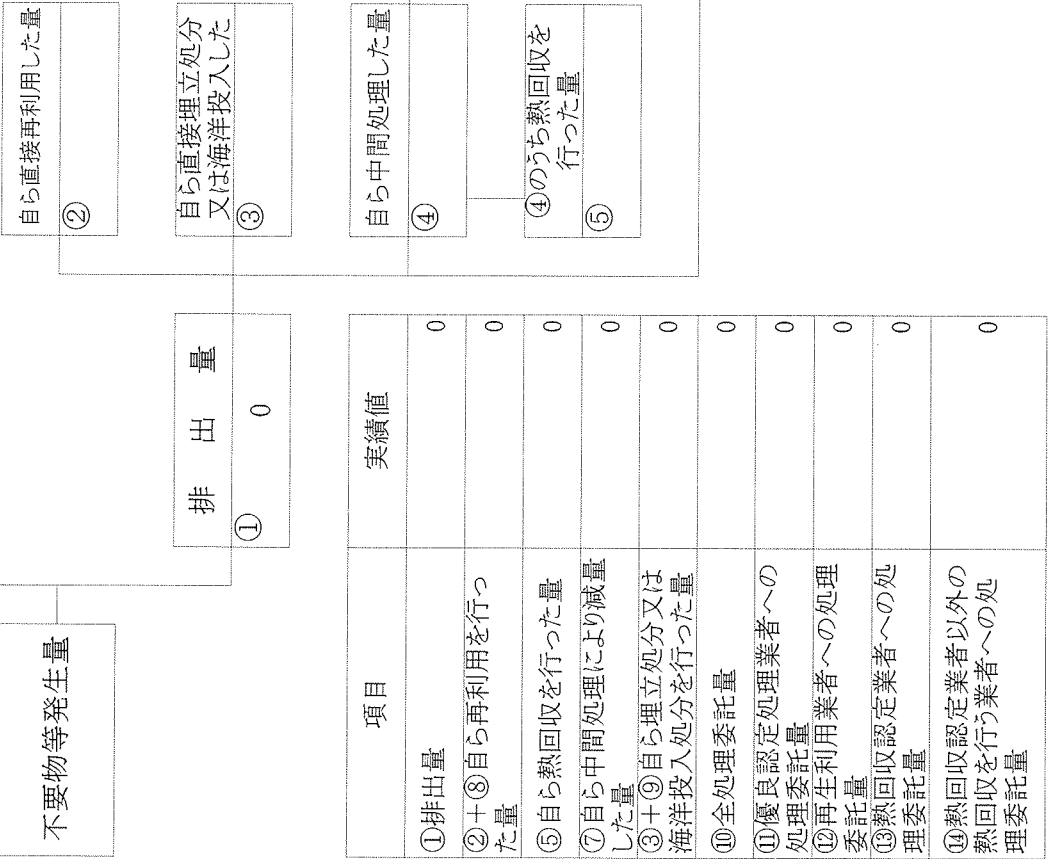 不要物等発生量
排出量
①
0
自ら直接再利用した量
②
自ら直接埋立処分
又は海洋投入した
③
自ら中間処理した量
④
④のうち熱回収を
行った量
⑤
項目 実績値
①排出量 0
②+⑧自ら再利用を行っ
た量 0
⑤自ら熱回収を行った量 0
⑦自ら中間処理により減量
した量 0
③+⑨自ら埋立処分又は
海洋投入処分を行った量 0
⑩全処理委託量 0
⑪優良認定処理業者への
処理委託量 0
⑫再生利用業者への処理
委託量 0
⑬熱回収認定業者への処
理委託量 0
⑭熱回収認定業者以外の
熱回収を行う業者への処
理委託量 0